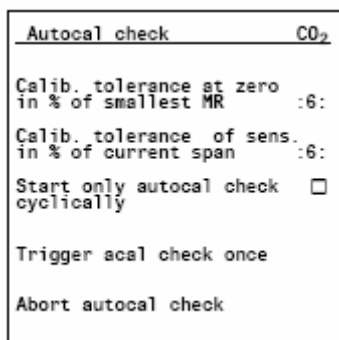 Autocal check CO₂
Calib. tolerance at zero
in % of smallest MR :6:
Calib. tolerance of sens.
in % of current span :6:
Start only autocal check
cyclically
Trigger acal check once
Abort autocal check